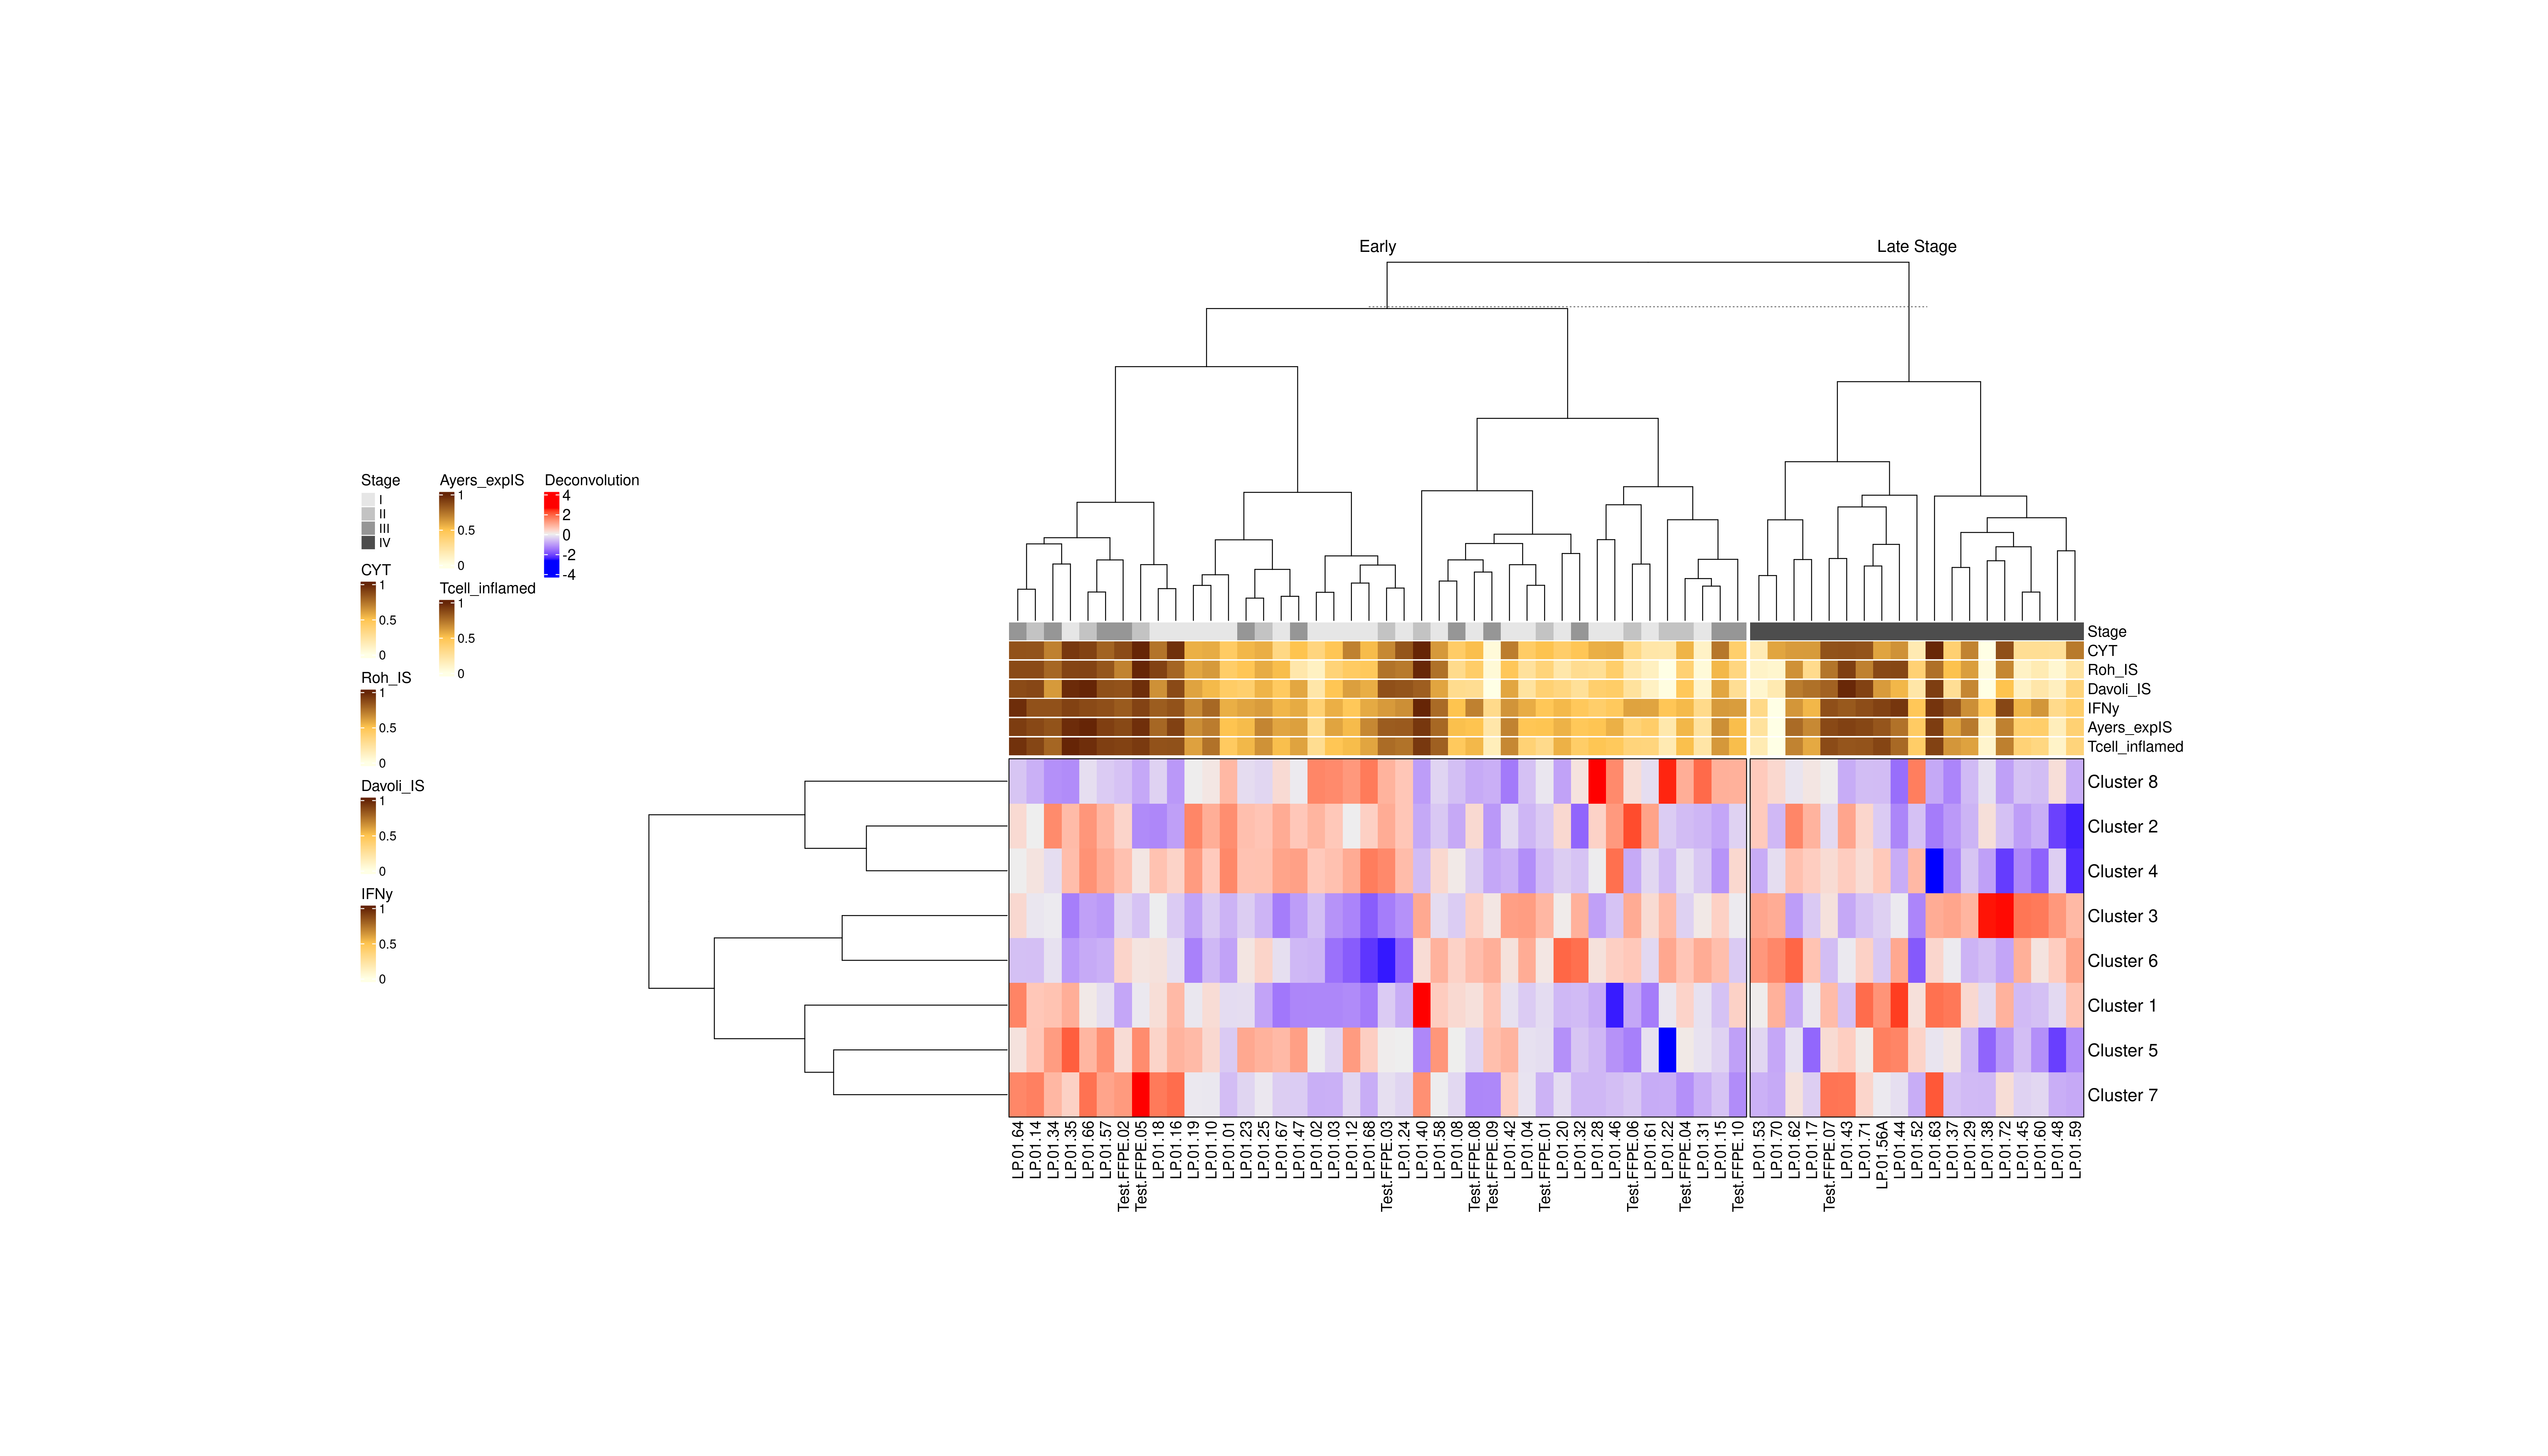 Early
Late Stage
Stage
I
II
III
IV
CYT
1
0.5
0
Roh_IS
1
0.5
0
Davoli_IS
1
0.5
0
IFNy
1
0.5
0
Ayers_expIS
1
0.5
0
Tcell_inflamed
1
0.5
0
Deconvolution
4
2
0
-2
-4
Stage
CYT
Roh_IS
Davoli_IS
IFNy
Ayers_expIS
Tcell_inflamed
Cluster 8
Cluster 2
Cluster 4
Cluster 3
Cluster 6
Cluster 1
Cluster 5
Cluster 7
LP.01.64
LP.01.14
LP.01.34
LP.01.35
LP.01.66
LP.01.57
Test.FFPE.02
Test.FFPE.05
LP.01.18
LP.01.16
LP.01.19
LP.01.10
LP.01.01
LP.01.23
LP.01.25
LP.01.67
LP.01.47
LP.01.02
LP.01.03
LP.01.12
LP.01.68
Test.FFPE.03
LP.01.24
LP.01.40
LP.01.58
LP.01.08
Test.FFPE.08
Test.FFPE.09
LP.01.42
LP.01.04
Test.FFPE.01
LP.01.20
LP.01.32
LP.01.28
LP.01.46
Test.FFPE.06
LP.01.61
LP.01.22
Test.FFPE.04
LP.01.31
LP.01.15
Test.FFPE.10
LP.01.53
LP.01.70
LP.01.62
LP.01.17
Test.FFPE.07
LP.01.43
LP.01.71
LP.01.56A
LP.01.44
LP.01.52
LP.01.63
LP.01.37
LP.01.29
LP.01.38
LP.01.72
LP.01.45
LP.01.60
LP.01.48
LP.01.59